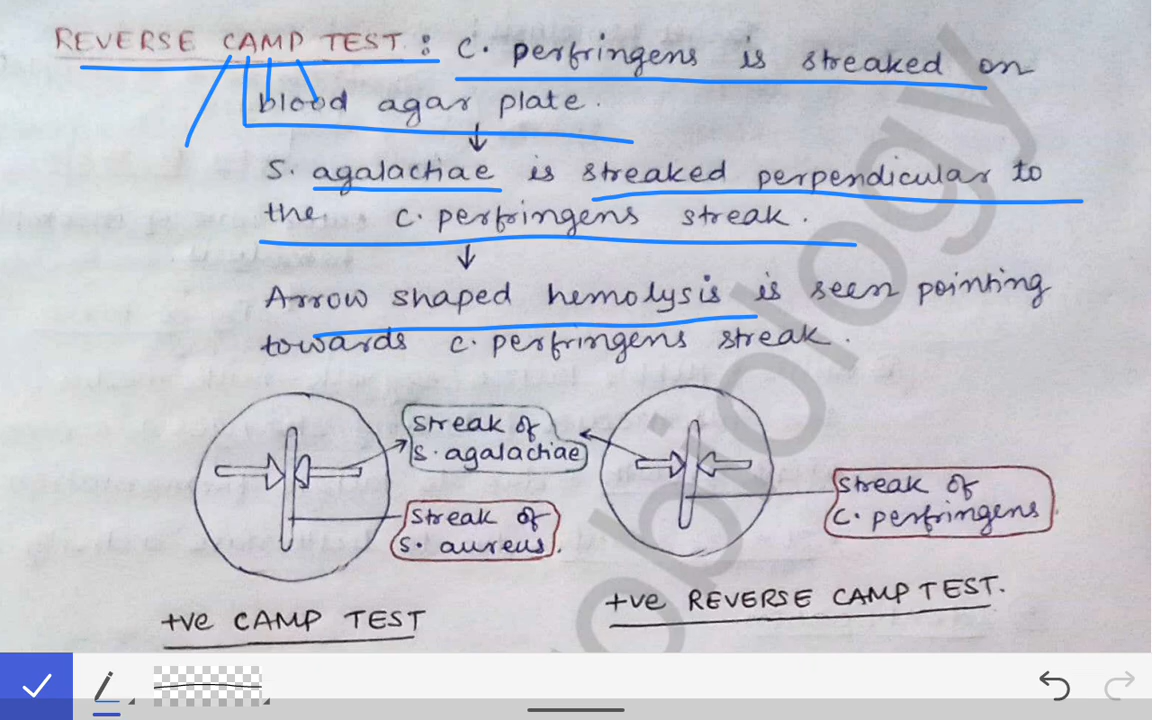 REVERSE CAMP TEST : C. perfringens is streaked on
blood agar plate.
↓
S. agalactiae is streaked perpendicular to
the C. perfringens streak.
↓
Arrow shaped hemolysis is seen pointing
towards C. perfringens streak.
streak of
S. agalactiae
streak of
C. perfringens
streak of
S. aureus.
+ve CAMP TEST
+ve REVERSE CAMP TEST.
obiology